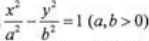 x²/a² - y²/b² = 1 (a,b>0)